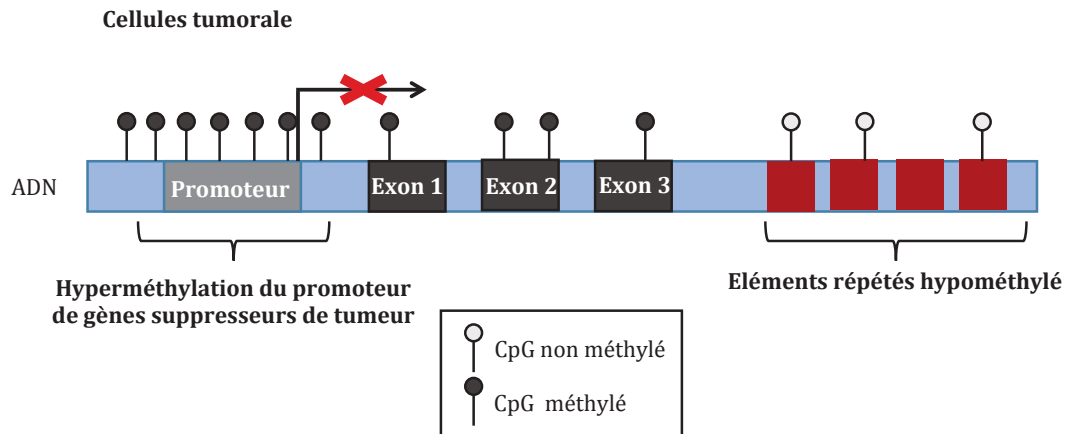 Cellules tumorale
ADN
Promoteur
Exon 1
Exon 2
Exon 3
Hyperméthylation du promoteur
de gènes suppresseurs de tumeur
Eléments répétés hypométhylé
CpG non méthylé
CpG méthylé